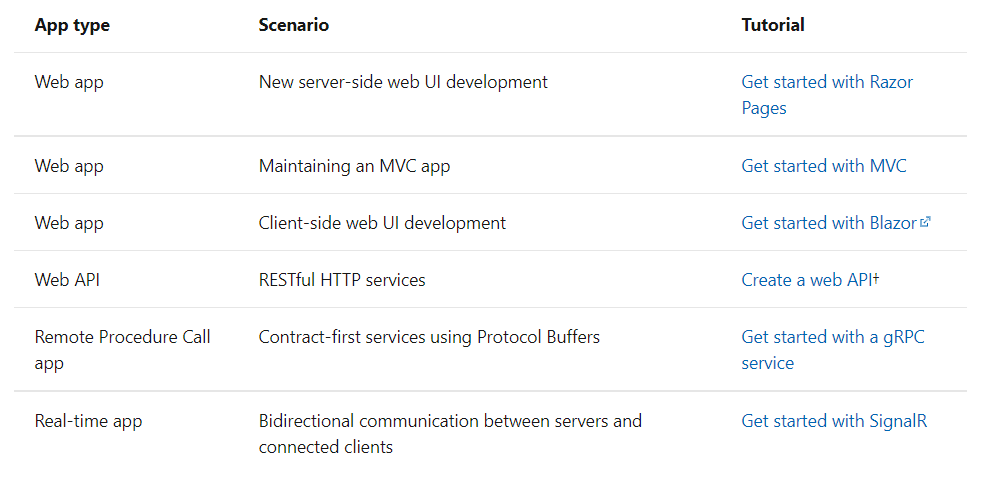 App type Scenario Tutorial
Web app New server-side web UI development Get started with Razor
Pages
Web app Maintaining an MVC app Get started with MVC
Web app Client-side web UI development Get started with Blazor
Web API RESTful HTTP services Create a web API†
Remote Procedure Call Contract-first services using Protocol Buffers Get started with a gRPC
app service
Real-time app Bidirectional communication between servers and Get started with SignalR
connected clients